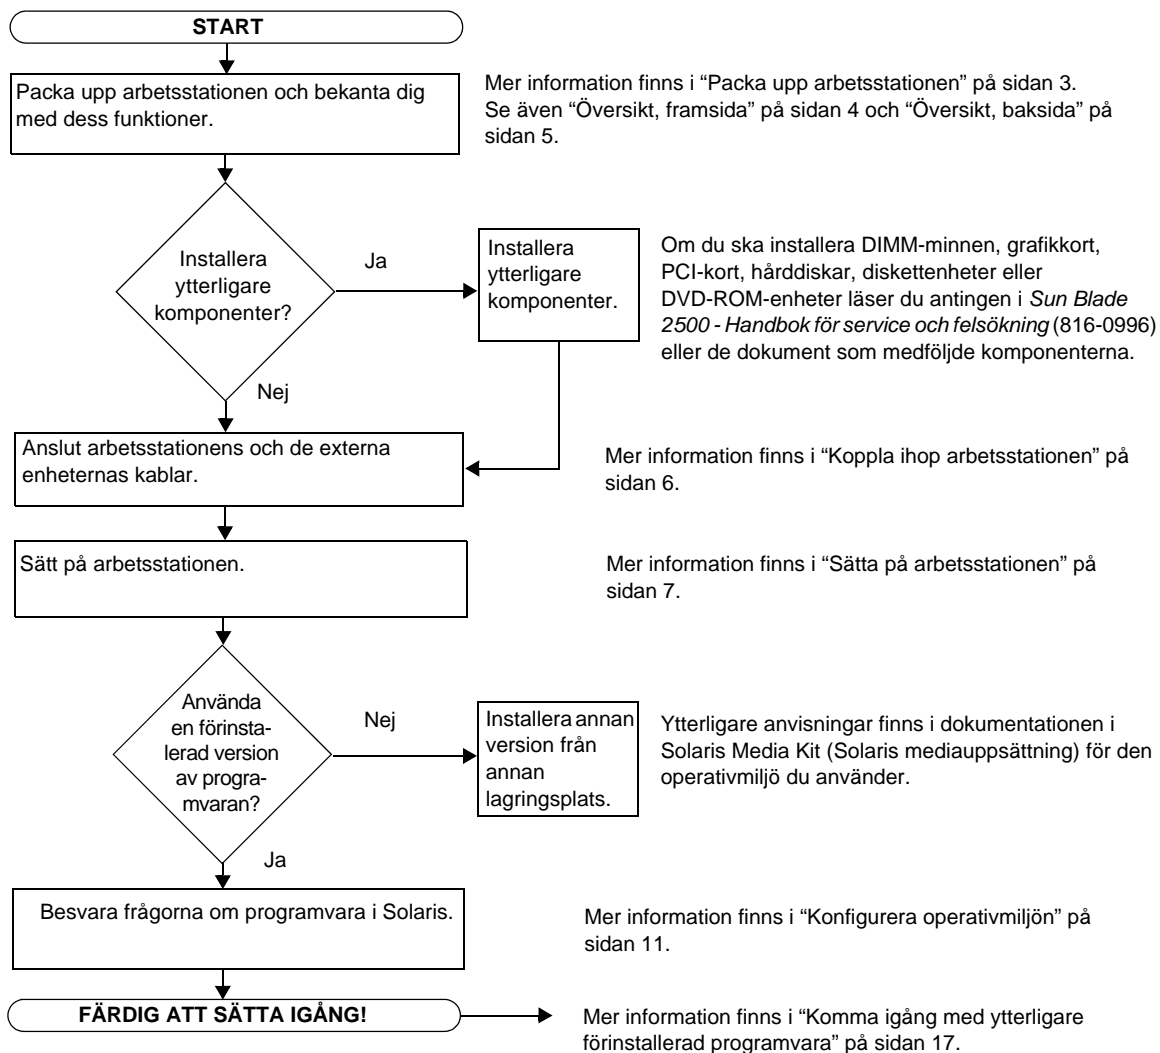 START
Packa upp arbetsstationen och bekanta dig
med dess funktioner.
Mer information finns i “Packa upp arbetsstationen” på sidan 3.
Se även “Översikt, framsida” på sidan 4 och “Översikt, baksida” på
sidan 5.
Installera
ytterligare
komponenter?
Ja
Installera
ytterligare
komponenter.
Om du ska installera DIMM-minnen, grafikkort,
PCI-kort, hårddiskar, diskettenheter eller
DVD-ROM-enheter läser du antingen i Sun Blade
2500 - Handbok för service och felsökning (816-0996)
eller de dokument som medföljde komponenterna.
Nej
Anslut arbetsstationens och de externa
enheternas kablar.
Mer information finns i “Koppla ihop arbetsstationen” på
sidan 6.
Sätt på arbetsstationen.
Mer information finns i “Sätta på arbetsstationen” på
sidan 7.
Använda
en förinsta-
lerad version
av progra-
mvaran?
Nej
Installera annan
version från
annan
lagringsplats.
Ytterligare anvisningar finns i dokumentationen i
Solaris Media Kit (Solaris mediauppsättning) för den
operativmiljö du använder.
Ja
Besvara frågorna om programvara i Solaris.
Mer information finns i “Konfigurera operativmiljön” på
sidan 11.
FÄRDIG ATT SÄTTA IGÅNG!
Mer information finns i “Komma igång med ytterligare
förinstallerad programvara” på sidan 17.